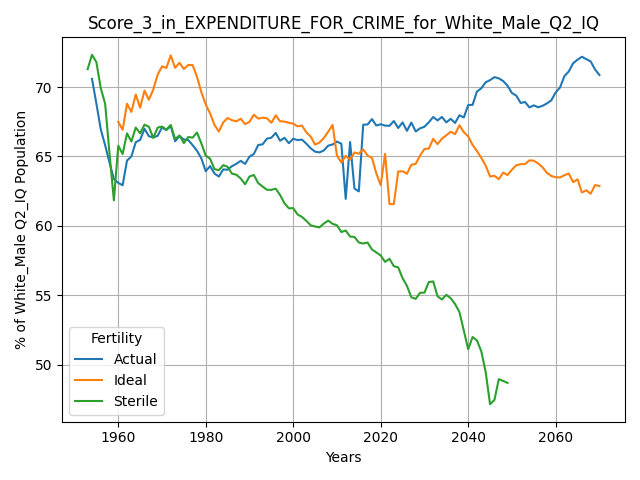 Score_3_in_EXPENDITURE_FOR_CRIME_for_White_Male_Q2_IQ
% of White_Male Q2_IQ Population
70
65
60
55
50
Fertility
Actual
Ideal
Sterile
1960 1980 2000 2020 2040 2060
Years